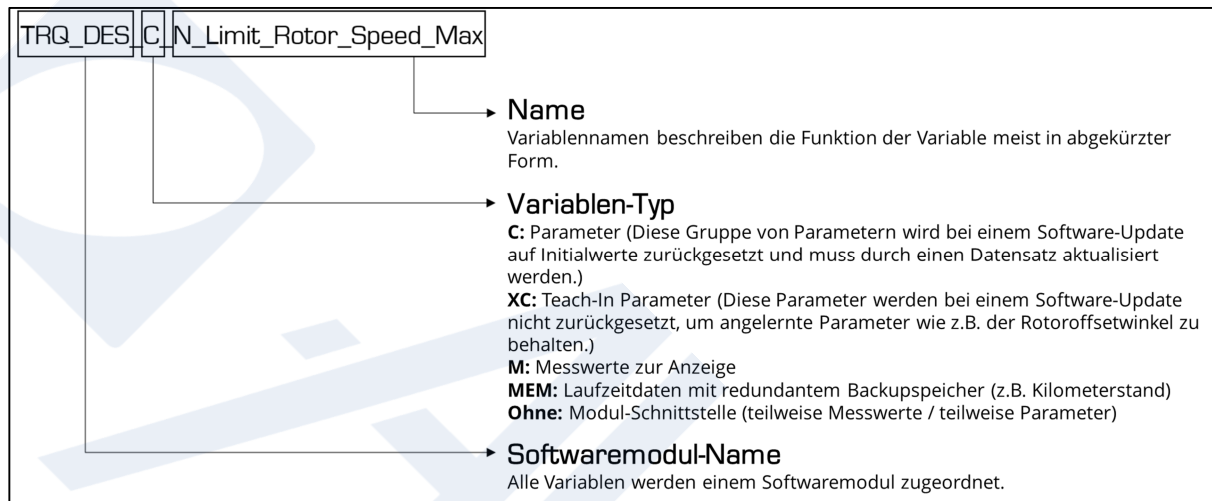 TRQ_DES_C_N_Limit_Rotor_Speed_Max
Name
Variablennamen beschreiben die Funktion der Variable meist in abgekürzter
Form.
Variablen-Typ
C: Parameter (Diese Gruppe von Parametern wird bei einem Software-Update
auf Initialwerte zurückgesetzt und muss durch einen Datensatz aktualisiert
werden.)
XC: Teach-In Parameter (Diese Parameter werden bei einem Software-Update
nicht zurückgesetzt, um angelernte Parameter wie z.B. der Rotoroffsetwinkel zu
behalten.)
M: Messwerte zur Anzeige
MEM: Laufzeitdaten mit redundantem Backupspeicher (z.B. Kilometerstand)
Ohne: Modul-Schnittstelle (teilweise Messwerte / teilweise Parameter)
Softwaremodul-Name
Alle Variablen werden einem Softwaremodul zugeordnet.